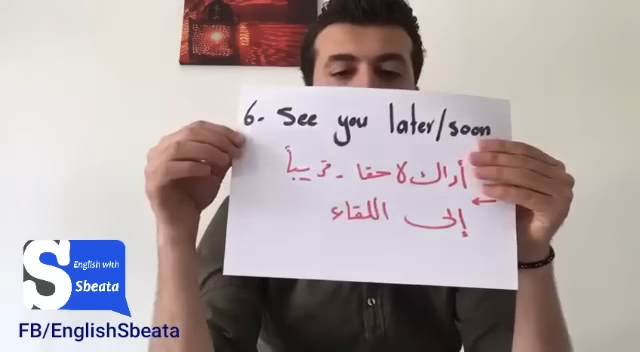 6. See you later/soon
أراك لاحقا - قريباً
إلى اللقاء
English with
Sbeata
FB/EnglishSbeata